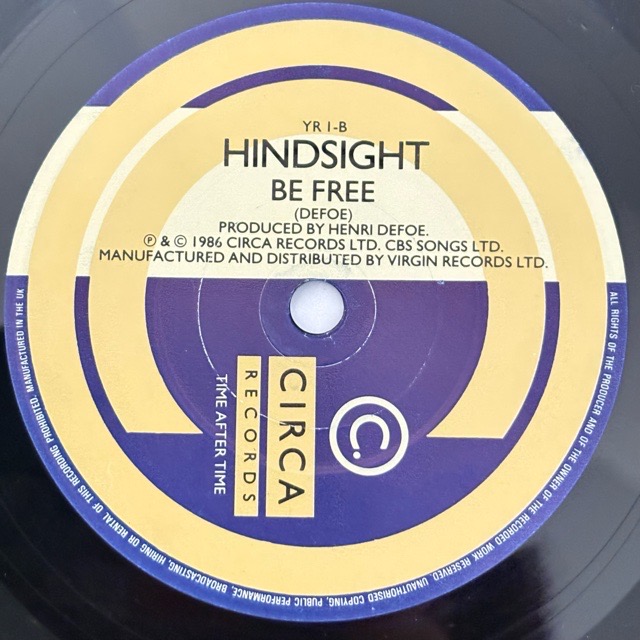 YR 1-B
HINDSIGHT
BE FREE
(DEFOE)
PRODUCED BY HENRI DEFOE.
℗ & © 1986 CIRCA RECORDS LTD. CBS SONGS LTD.
MANUFACTURED AND DISTRIBUTED BY VIRGIN RECORDS LTD.
C.
CIRCA
RECORDS
TIME AFTER TIME
ALL RIGHTS OF THE PRODUCER AND OF THE OWNER OF THE RECORDED WORK RESERVED. UNAUTHORISED COPYING, PUBLIC PERFORMANCE, BROADCASTING, HIRING OR RENTAL OF THIS RECORDING PROHIBITED. MANUFACTURED IN THE UK